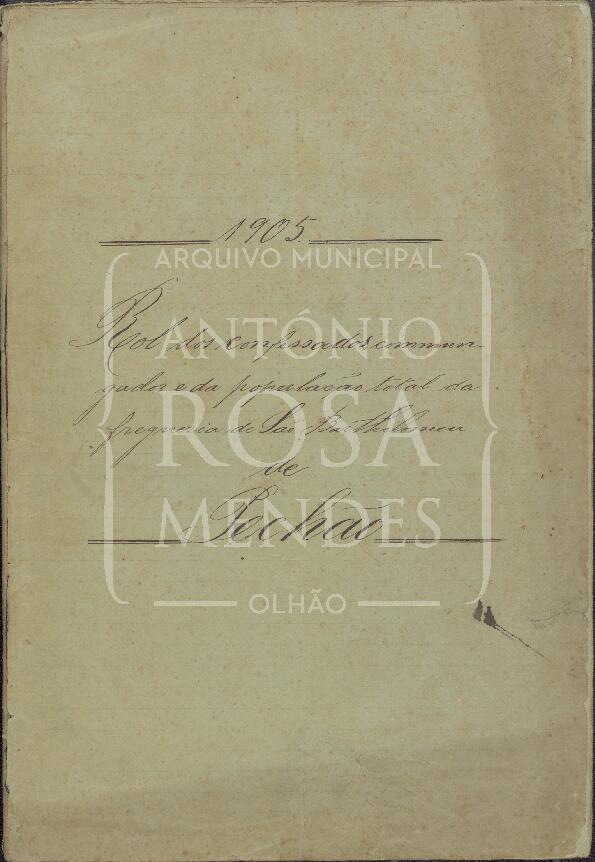 1905.
ARQUIVO MUNICIPAL
Rol dos confessados, commun-
ANTÓNIO
gados e da população total da
ROSA
freguesia de São Bartholomeu
de
MENDES
Pechão
OLHÃO